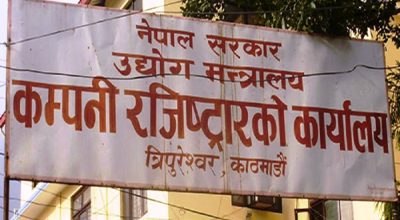 नेपाल सरकार
उद्योग मन्त्रालय
कम्पनी रजिष्ट्रारको कार्यालय
त्रिपुरेश्वर, काठमाडौं